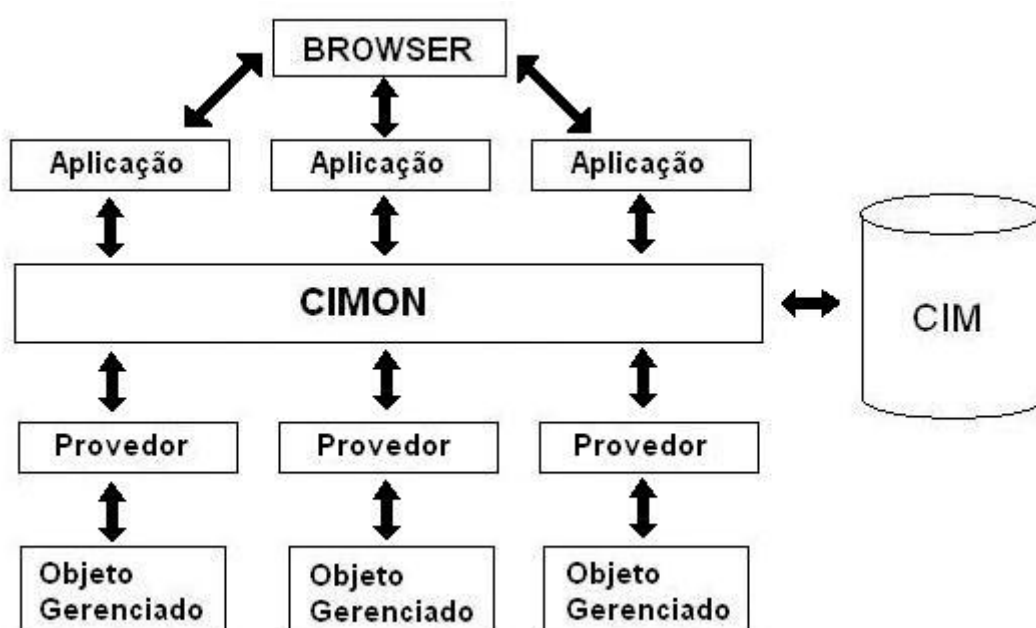 BROWSER
Aplicação Aplicação Aplicação
CIMON
CIM
Provedor Provedor Provedor
Objeto Objeto Objeto
Gerenciado Gerenciado Gerenciado